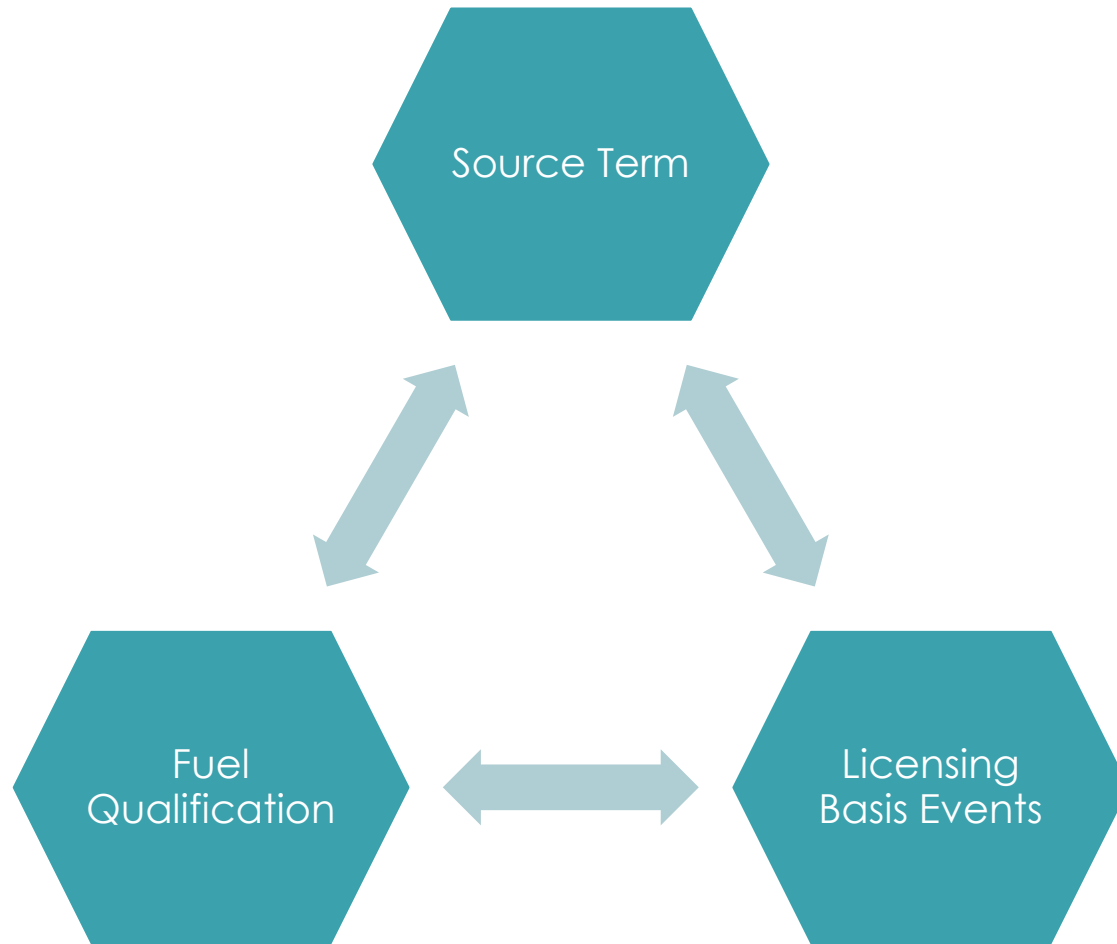 Source Term
Fuel
Qualification
Licensing
Basis Events